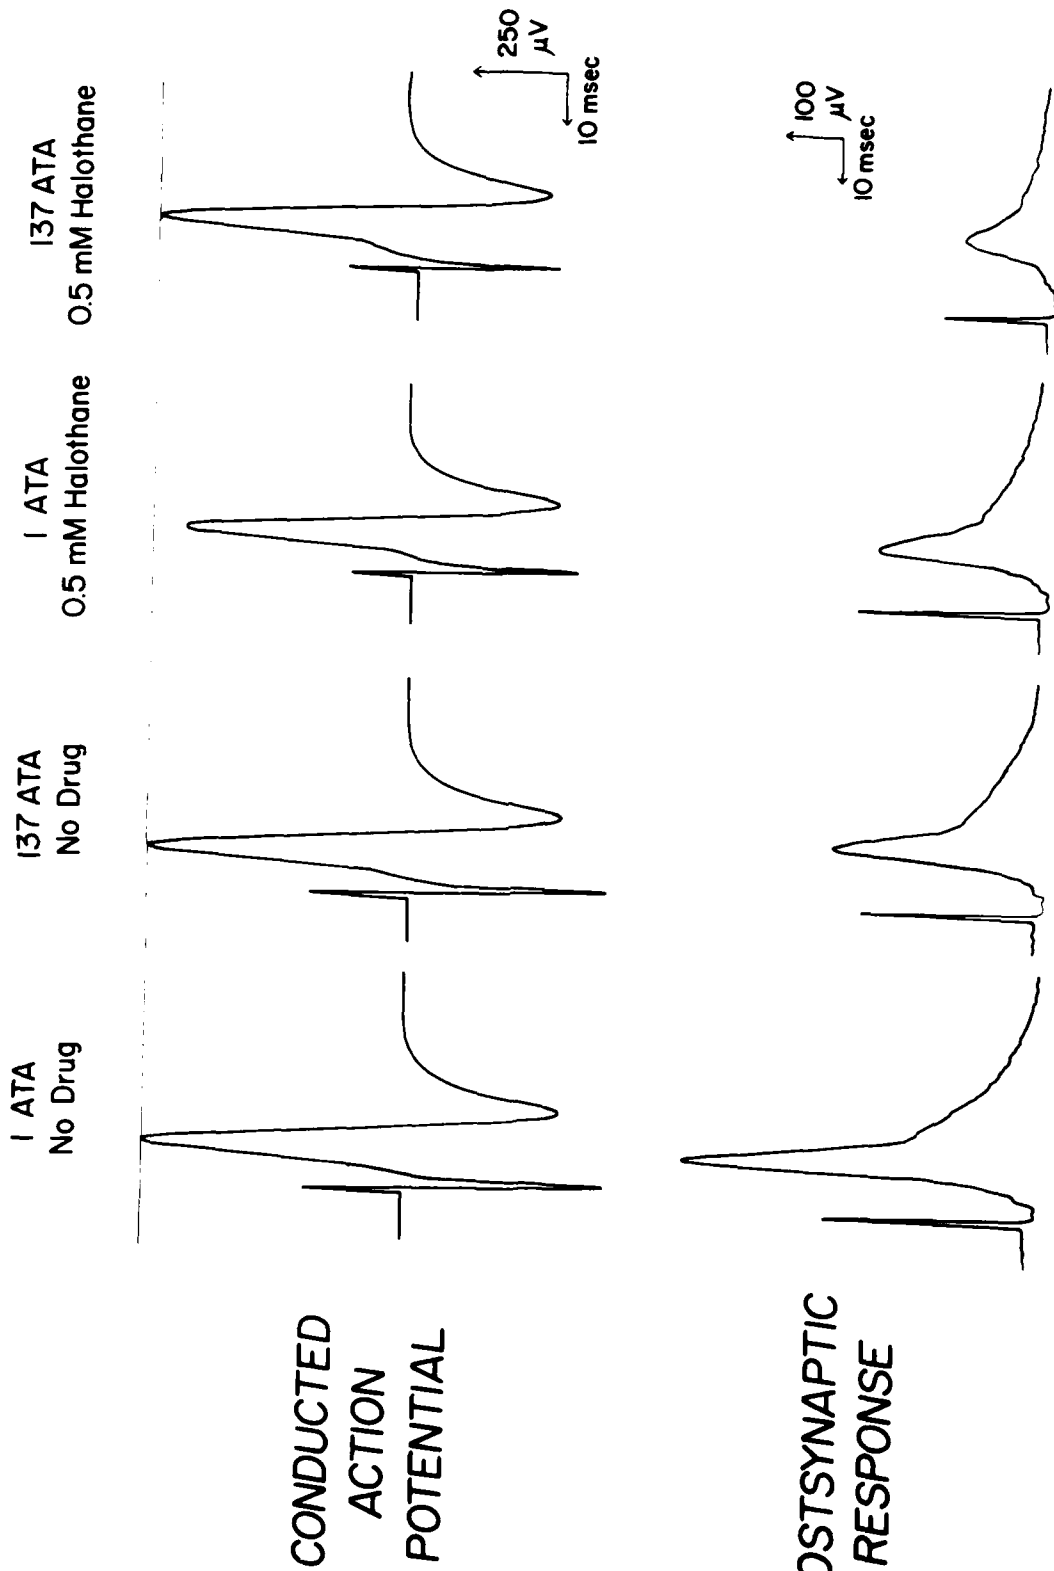 1 ATA
No Drug
137 ATA
No Drug
1 ATA
0.5 mM Halothane
137 ATA
0.5 mM Halothane
CONDUCTED
ACTION
POTENTIAL
250
μV
10 msec
OSTSYNAPTIC
RESPONSE
100
μV
10 msec